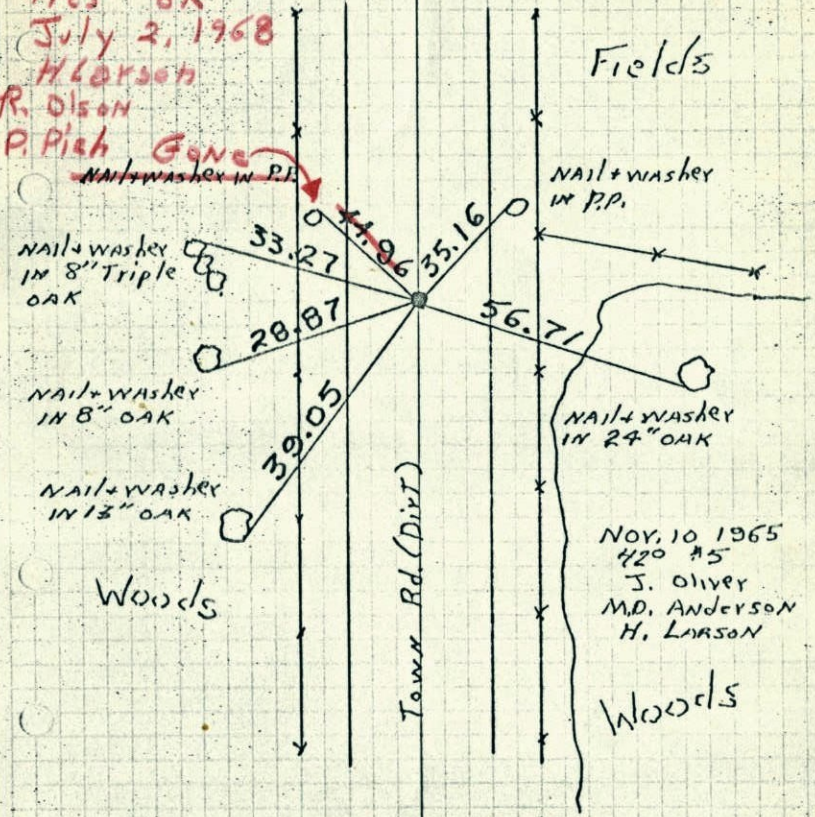 OK
July 2, 1968
H Larson
R. Olson
P. Pich
Gone
Nail + Washer in P.P.
44.96
Fields
Nail + Washer
in P.P.
35.16
Nail + Washer
in 8" Triple
Oak
33.27
28.87
Nail + Washer
in 8" Oak
39.05
Nail + Washer
in 13" Oak
Woods
56.71
Nail + Washer
in 24" Oak
Town Rd. (Dirt)
Nov. 10 1965
42° #5
J. Oliver
M.D. Anderson
H. Larson
Woods